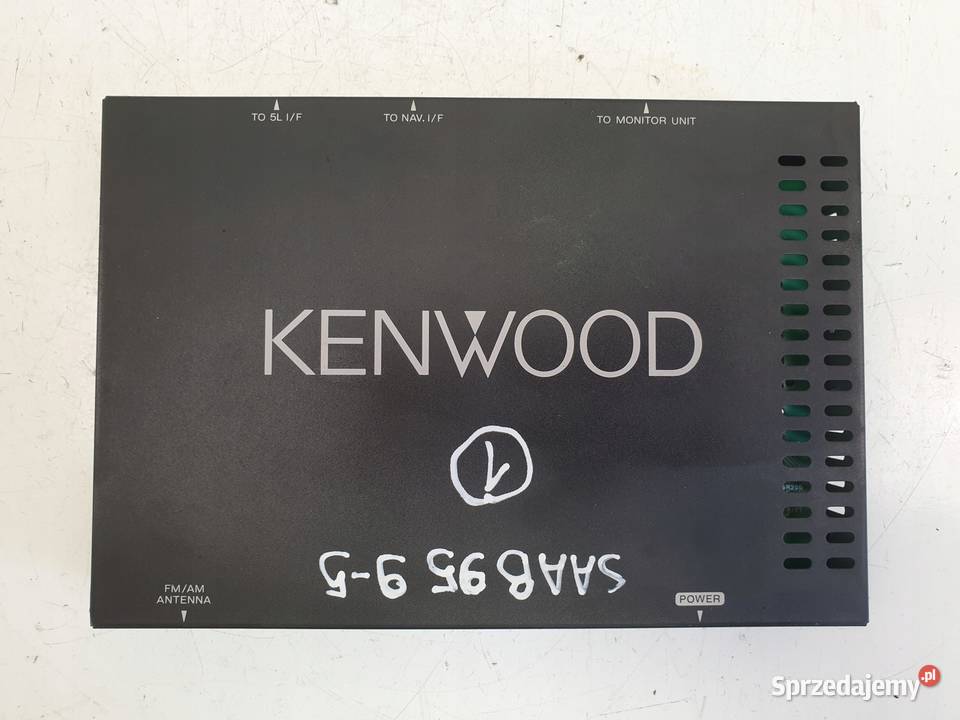 TO 5L I/F TO NAV. I/F TO MONITOR UNIT
KENWOOD
1
SAAB 95 9-5
FM/AM
ANTENNA
POWER
Sprzedajemy.pl